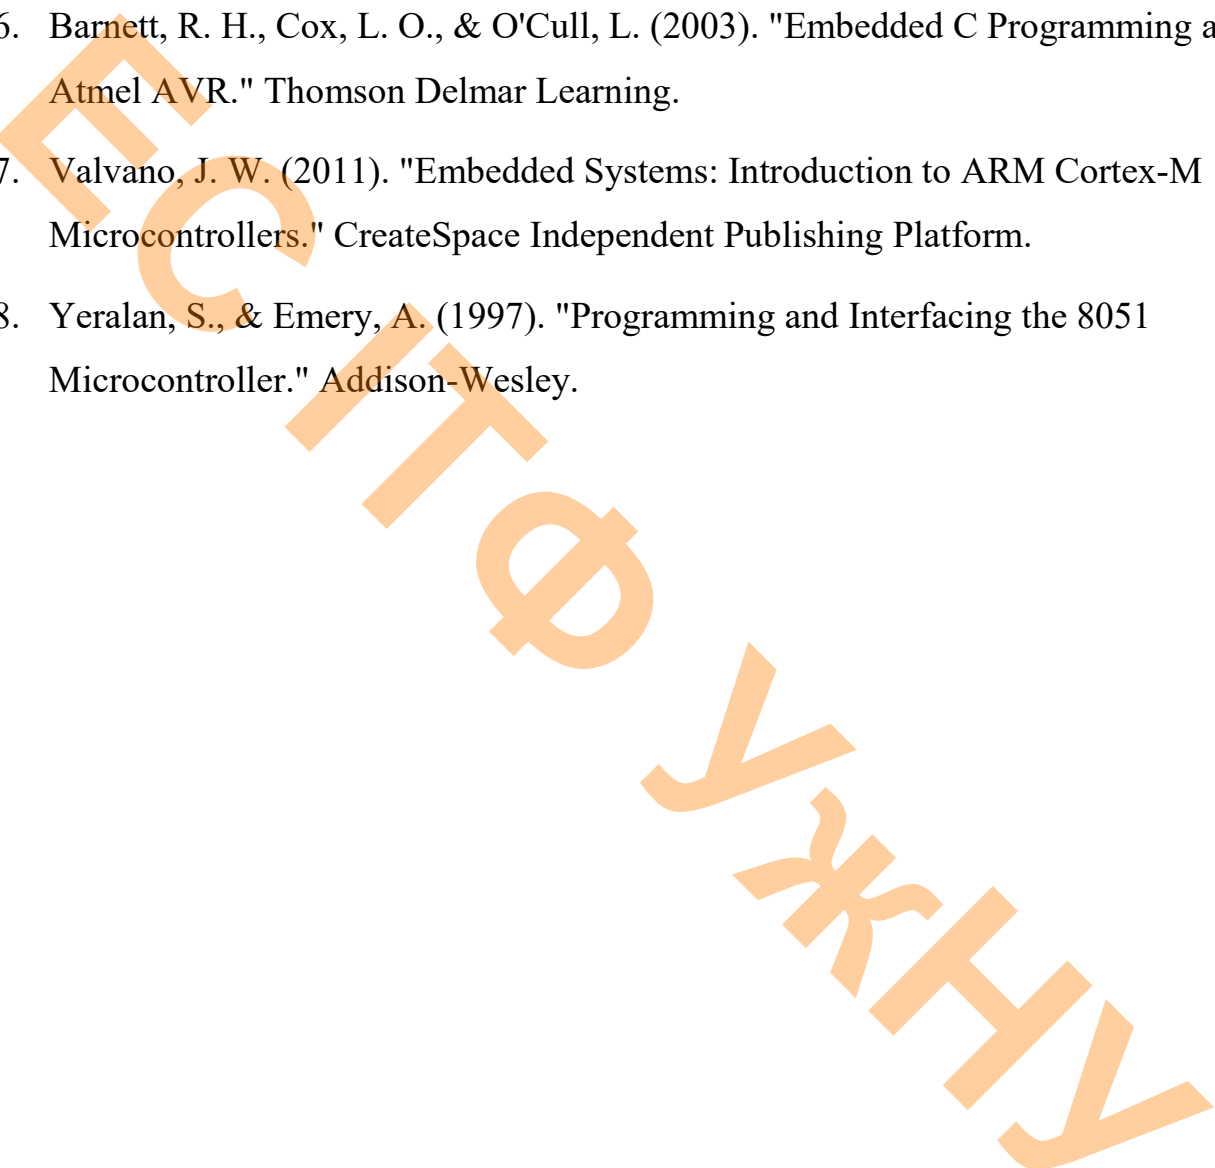 6. Barnett, R. H., Cox, L. O., & O'Cull, L. (2003). "Embedded C Programming a
Atmel AVR." Thomson Delmar Learning.
7. Valvano, J. W. (2011). "Embedded Systems: Introduction to ARM Cortex-M
Microcontrollers." CreateSpace Independent Publishing Platform.
8. Yeralan, S., & Emery, A. (1997). "Programming and Interfacing the 8051
Microcontroller." Addison-Wesley.
ЕС ІТФ УжНУ